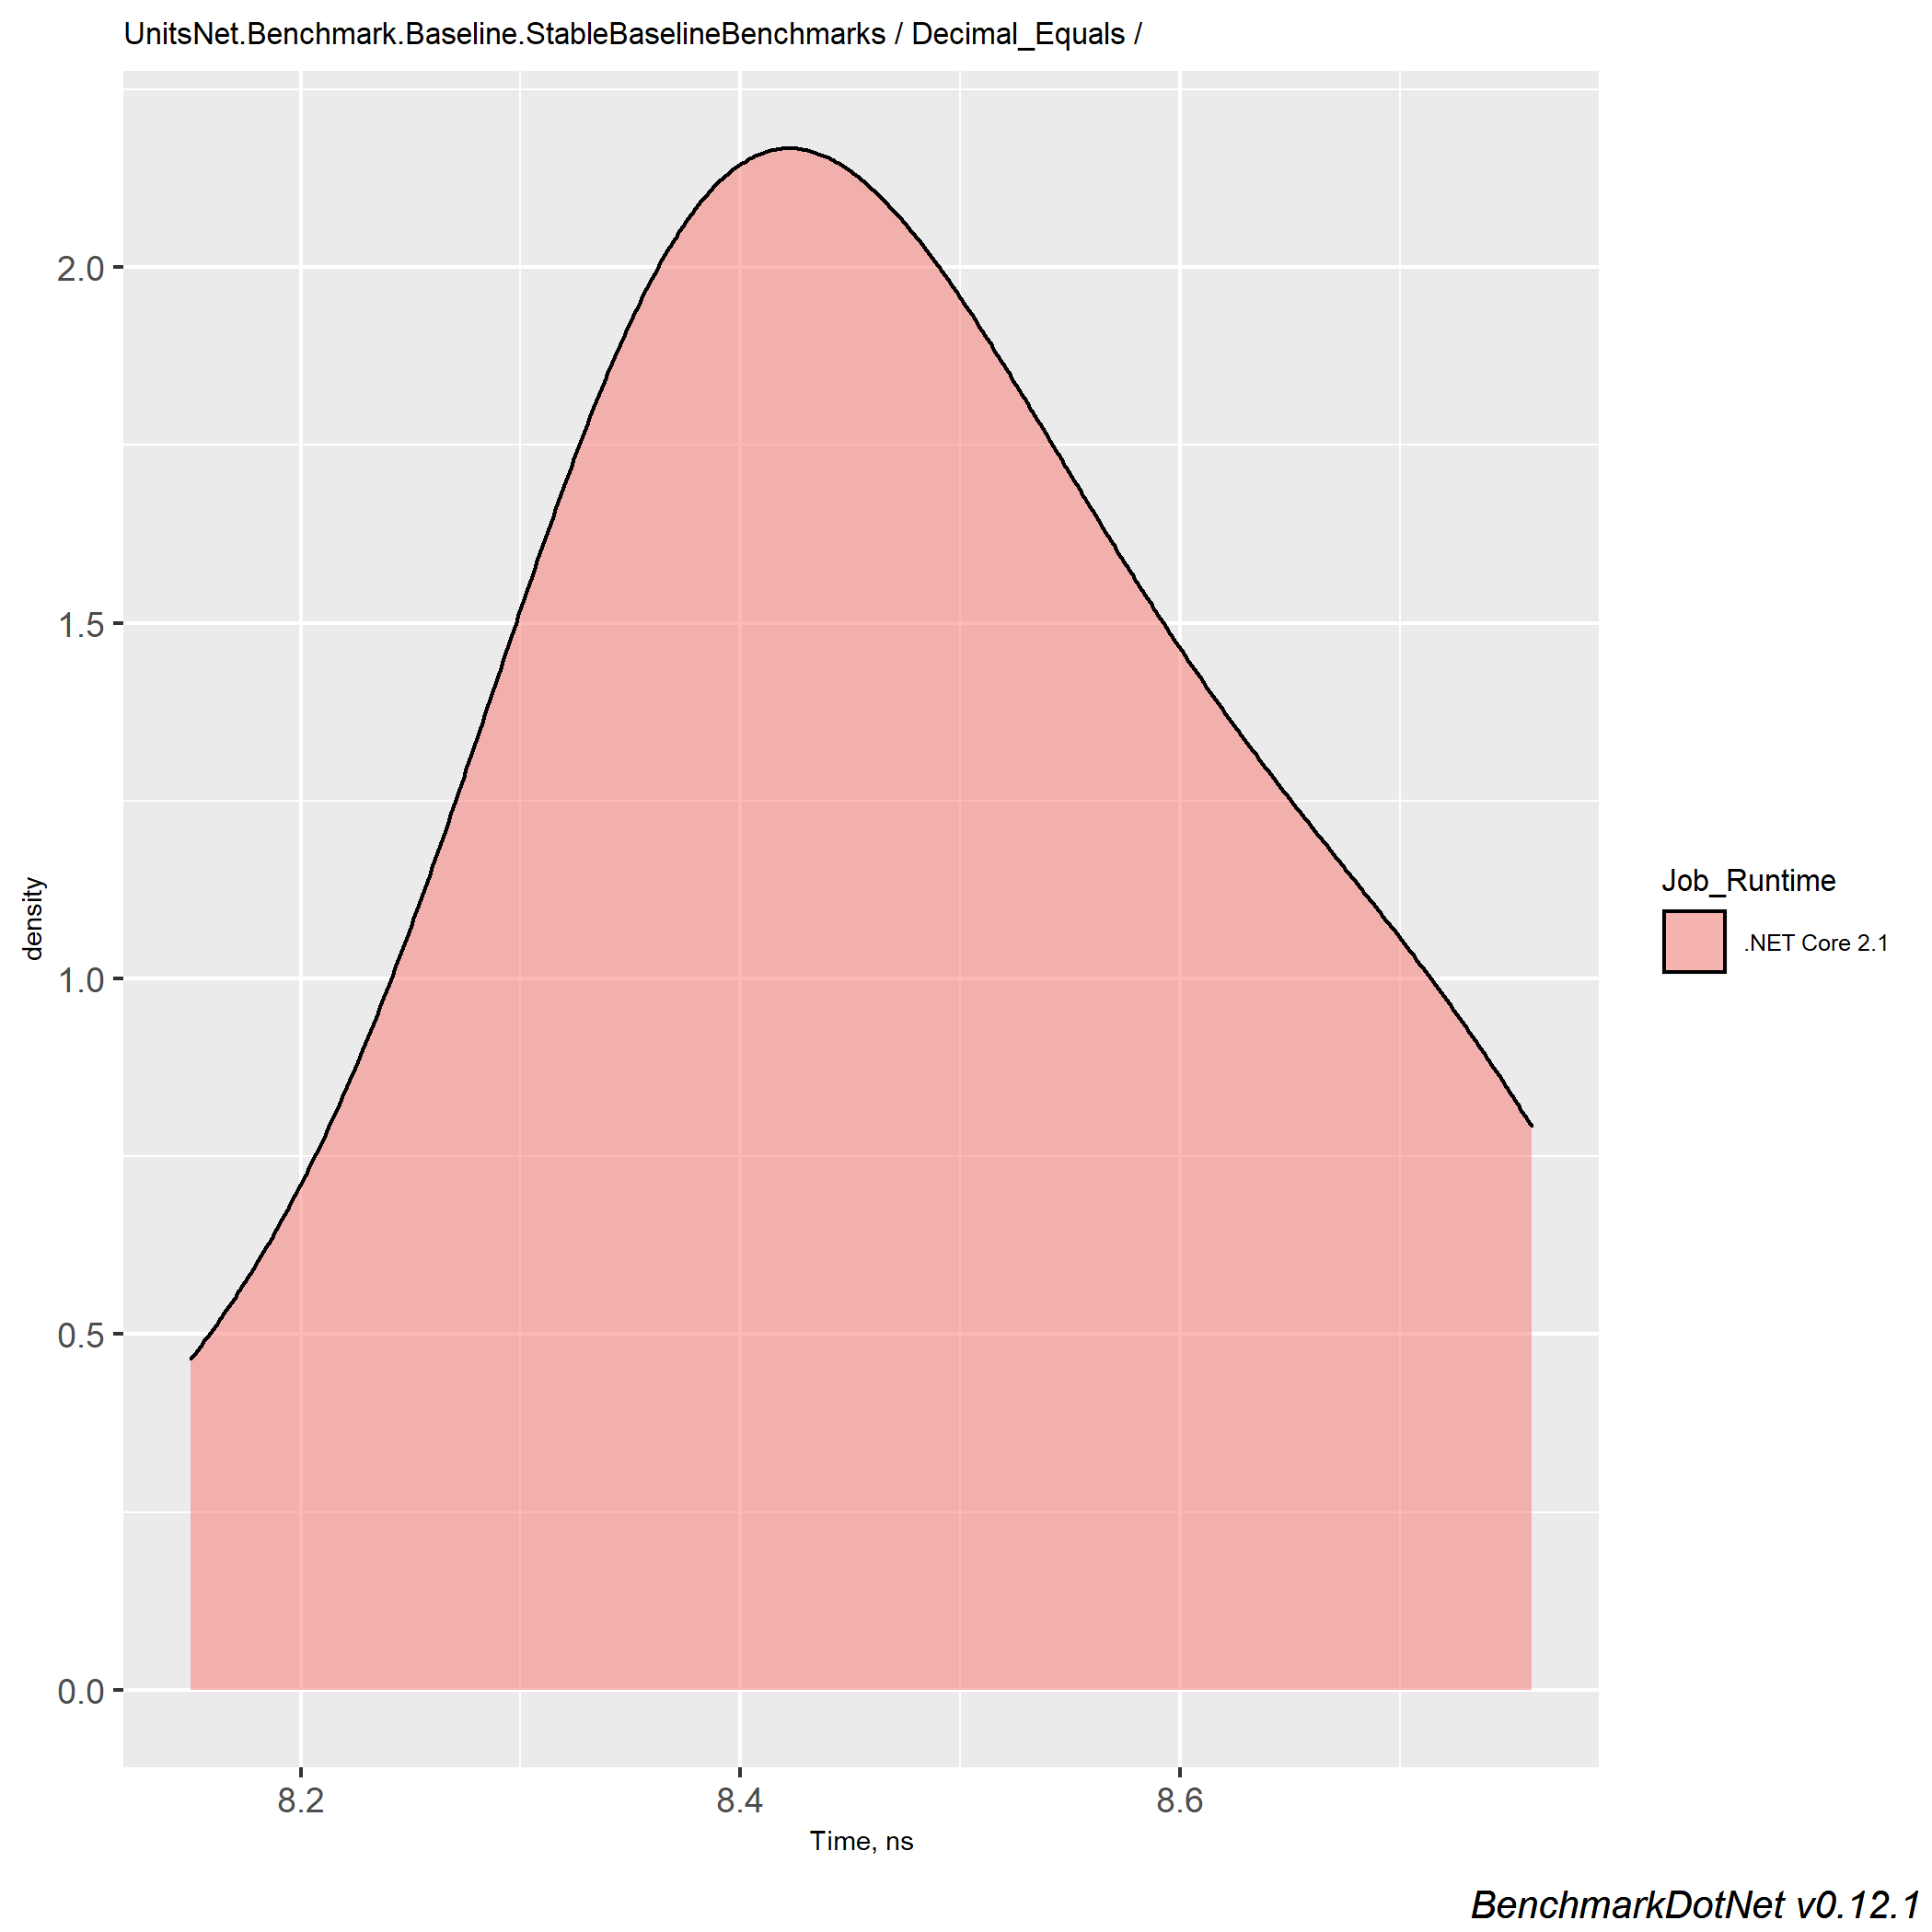 UnitsNet.Benchmark.Baseline.StableBaselineBenchmarks / Decimal_Equals /
2.0
1.5
1.0
0.5
0.0
density
8.2 8.4 8.6
Time, ns
Job_Runtime
.NET Core 2.1
BenchmarkDotNet v0.12.1